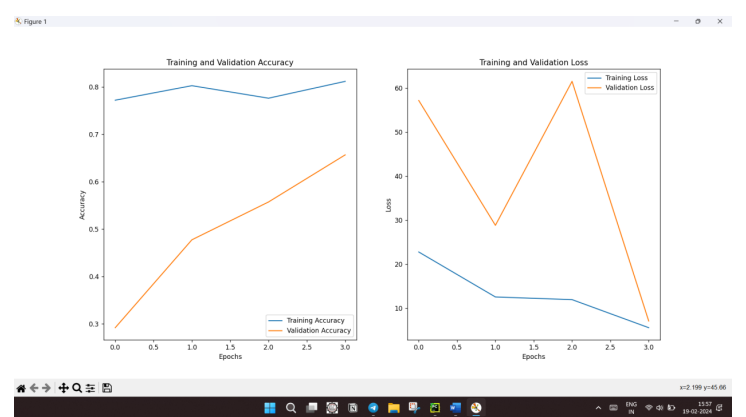 Figure 1
Training and Validation Accuracy
0.8
0.7
0.6
0.5
0.4
0.3
Accuracy
0.0 0.5 1.0 1.5 2.0 2.5 3.0
Epochs
Training Accuracy
Validation Accuracy
Training and Validation Loss
Training Loss
Validation Loss
60
50
40
30
20
10
Loss
0.0 0.5 1.0 1.5 2.0 2.5 3.0
Epochs
x=2.199 y=45.66
ENG
IN
15:57
19-02-2024